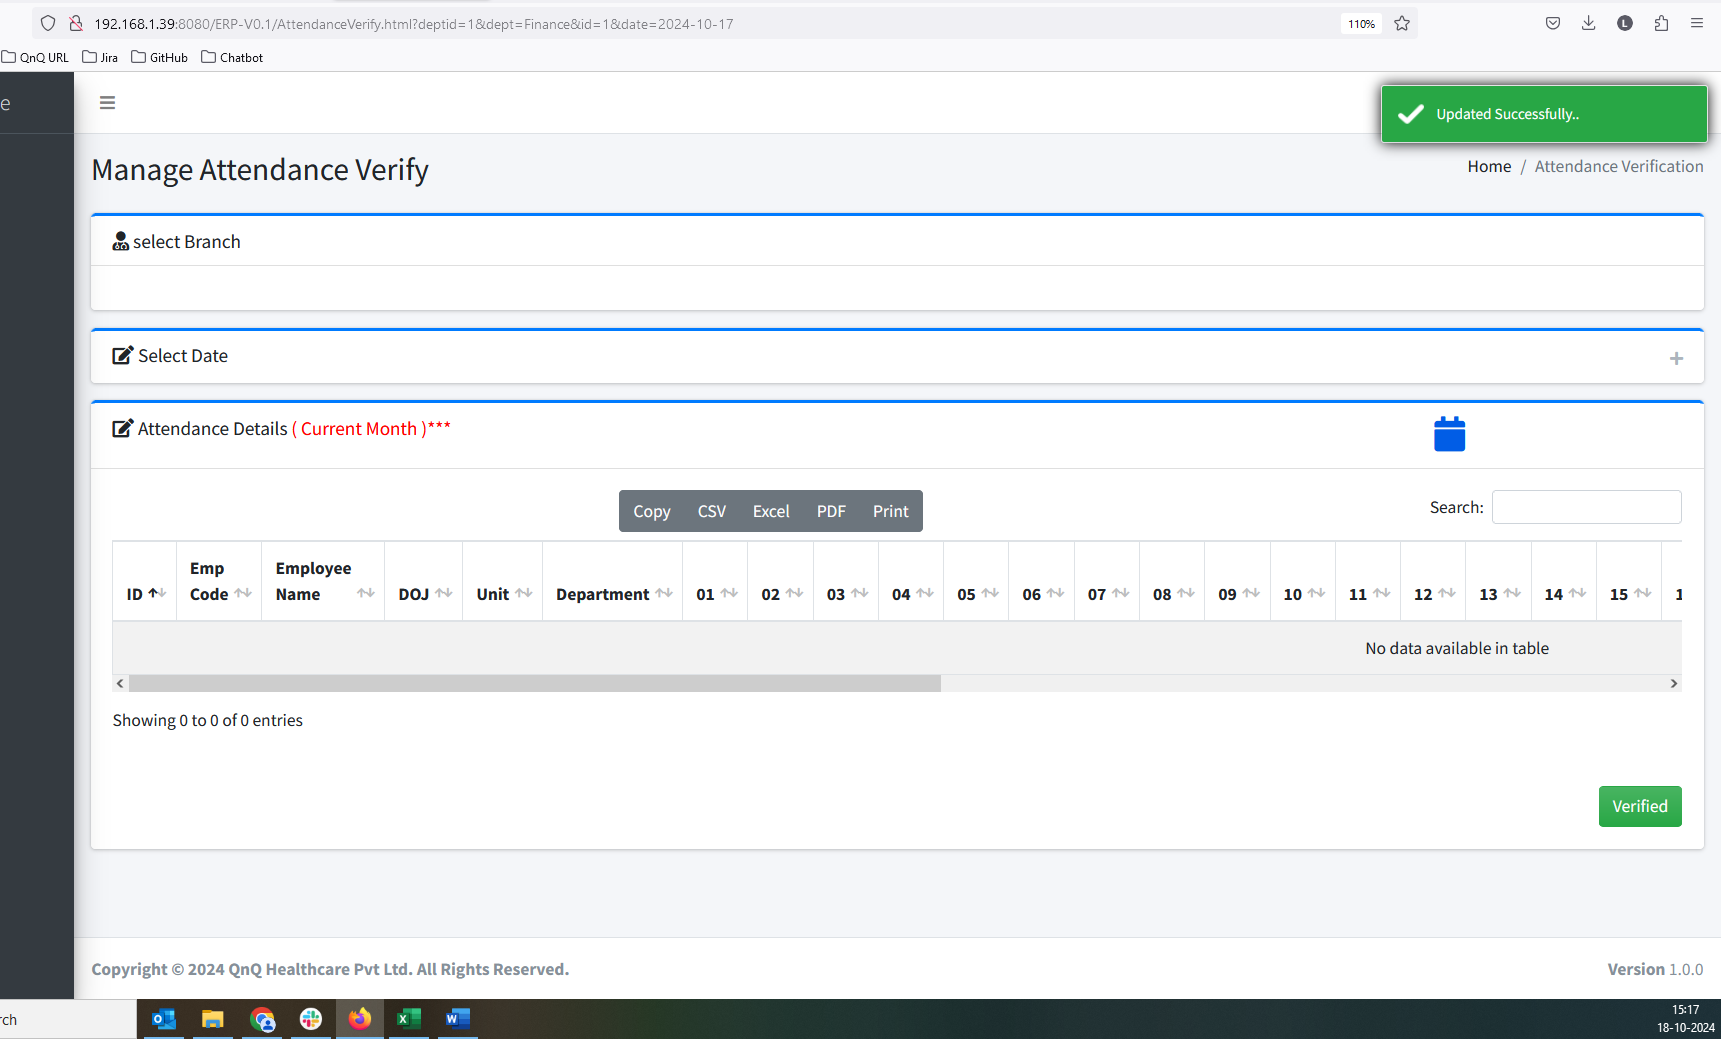 192.168.1.39:8080/ERP-V0.1/AttendanceVerify.html?deptid=1&dept=Finance&id=1&date=2024-10-17
110%
L
QnQ URL Jira GitHub Chatbot
e
Updated Successfully..
Manage Attendance Verify
Home / Attendance Verification
select Branch
Select Date
Attendance Details ( Current Month )***
Copy CSV Excel PDF Print
Search:
ID Emp Code Employee Name DOJ Unit Department 01 02 03 04 05 06 07 08 09 10 11 12 13 14 15 1
No data available in table
Showing 0 to 0 of 0 entries
Verified
Copyright © 2024 QnQ Healthcare Pvt Ltd. All Rights Reserved.
Version 1.0.0
rch
15:17
18-10-2024